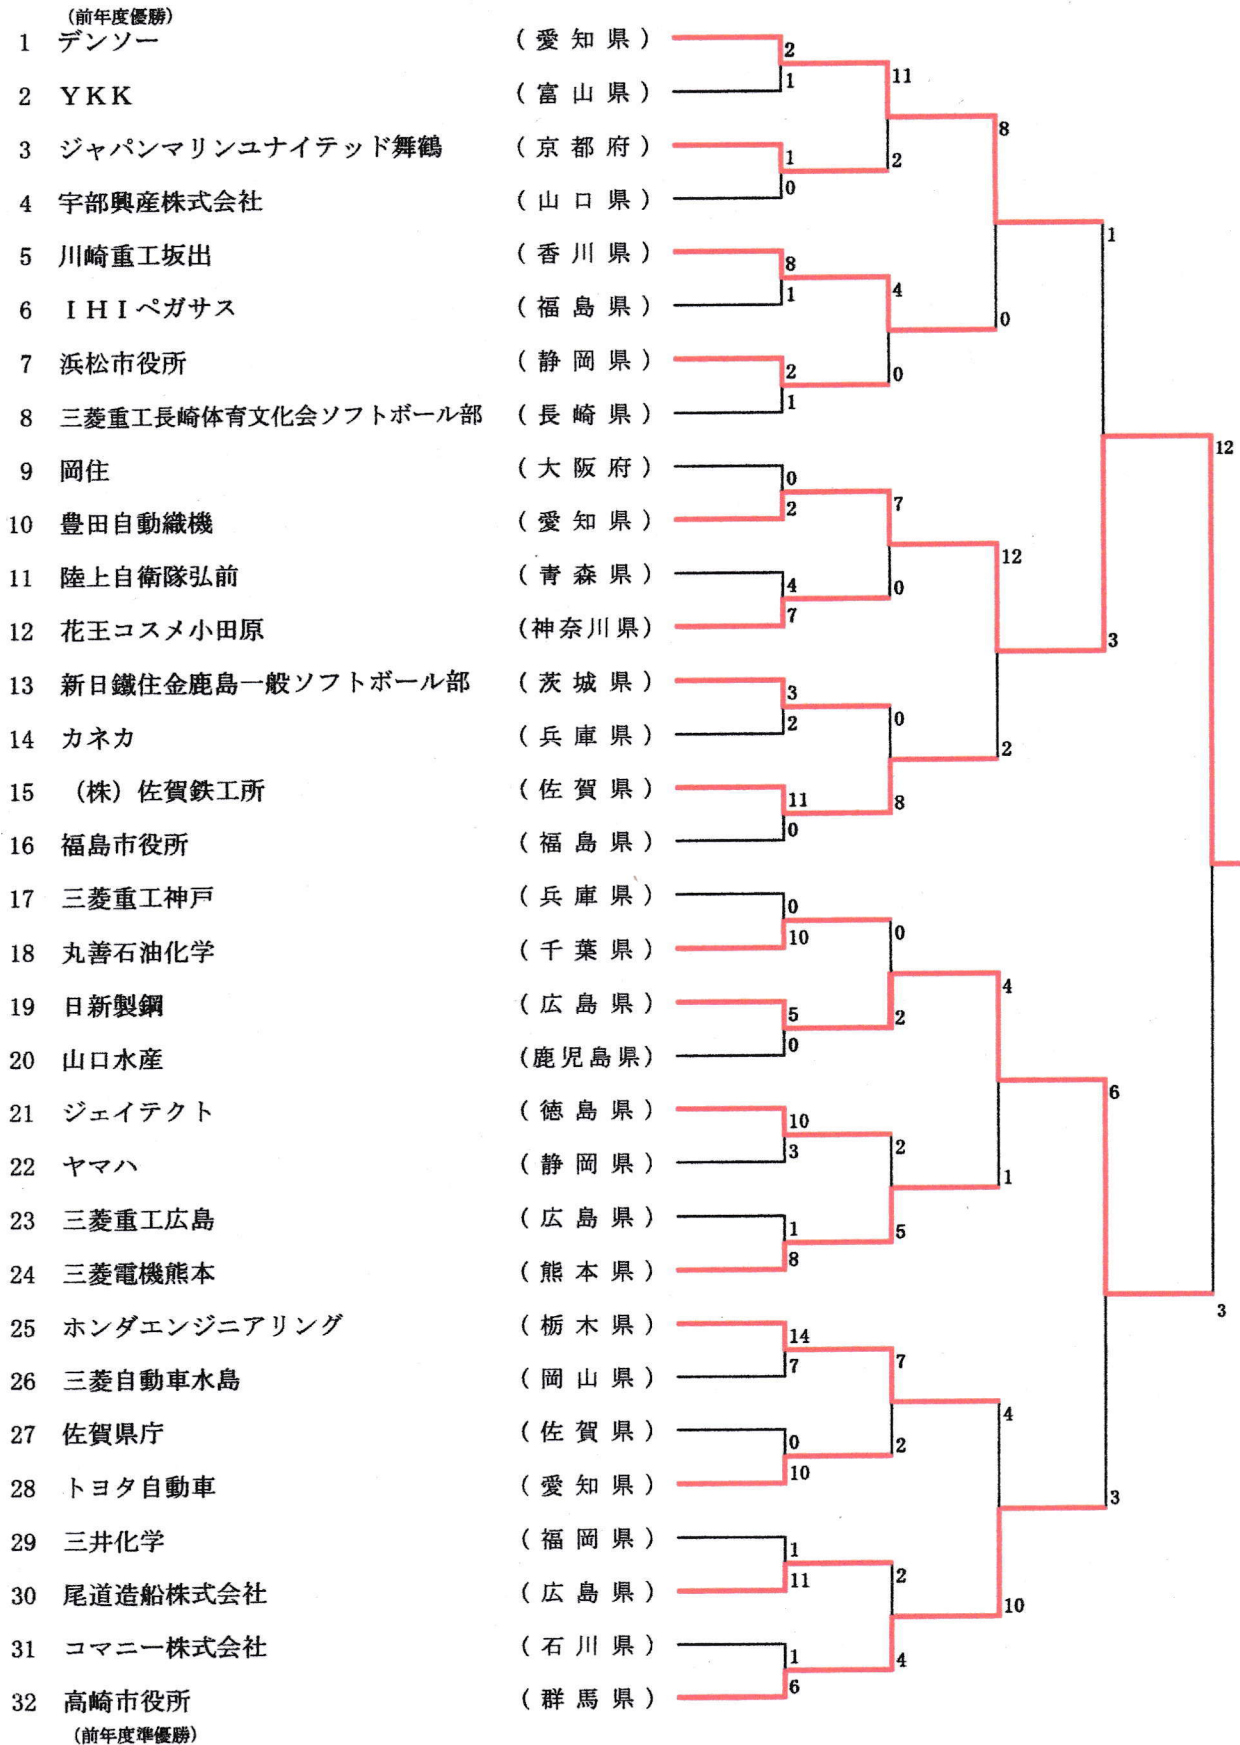 (前年度優勝)
1 デンソー (愛知県)
2 YKK (富山県)
3 ジャパンマリンユナイテッド舞鶴 (京都府)
4 宇部興産株式会社 (山口県)
5 川崎重工坂出 (香川県)
6 IHIペガサス (福島県)
7 浜松市役所 (静岡県)
8 三菱重工長崎体育文化会ソフトボール部 (長崎県)
9 岡住 (大阪府)
10 豊田自動織機 (愛知県)
11 陸上自衛隊弘前 (青森県)
12 花王コスメ小田原 (神奈川県)
13 新日鐵住金鹿島一般ソフトボール部 (茨城県)
14 カネカ (兵庫県)
15 (株)佐賀鉄工所 (佐賀県)
16 福島市役所 (福島県)
17 三菱重工神戸 (兵庫県)
18 丸善石油化学 (千葉県)
19 日新製鋼 (広島県)
20 山口水産 (鹿児島県)
21 ジェイテクト (徳島県)
22 ヤマハ (静岡県)
23 三菱重工広島 (広島県)
24 三菱電機熊本 (熊本県)
25 ホンダエンジニアリング (栃木県)
26 三菱自動車水島 (岡山県)
27 佐賀県庁 (佐賀県)
28 トヨタ自動車 (愛知県)
29 三井化学 (福岡県)
30 尾道造船株式会社 (広島県)
31 コマニー株式会社 (石川県)
32 高崎市役所 (群馬県)
(前年度準優勝)
2
1
1
0
8
1
2
1
0
2
4
7
3
2
11
0
0
10
5
0
10
3
1
8
14
7
0
10
1
11
1
6
11
2
4
0
7
0
0
8
0
2
2
5
7
2
2
4
8
0
12
2
4
1
4
10
1
3
6
3
12
3